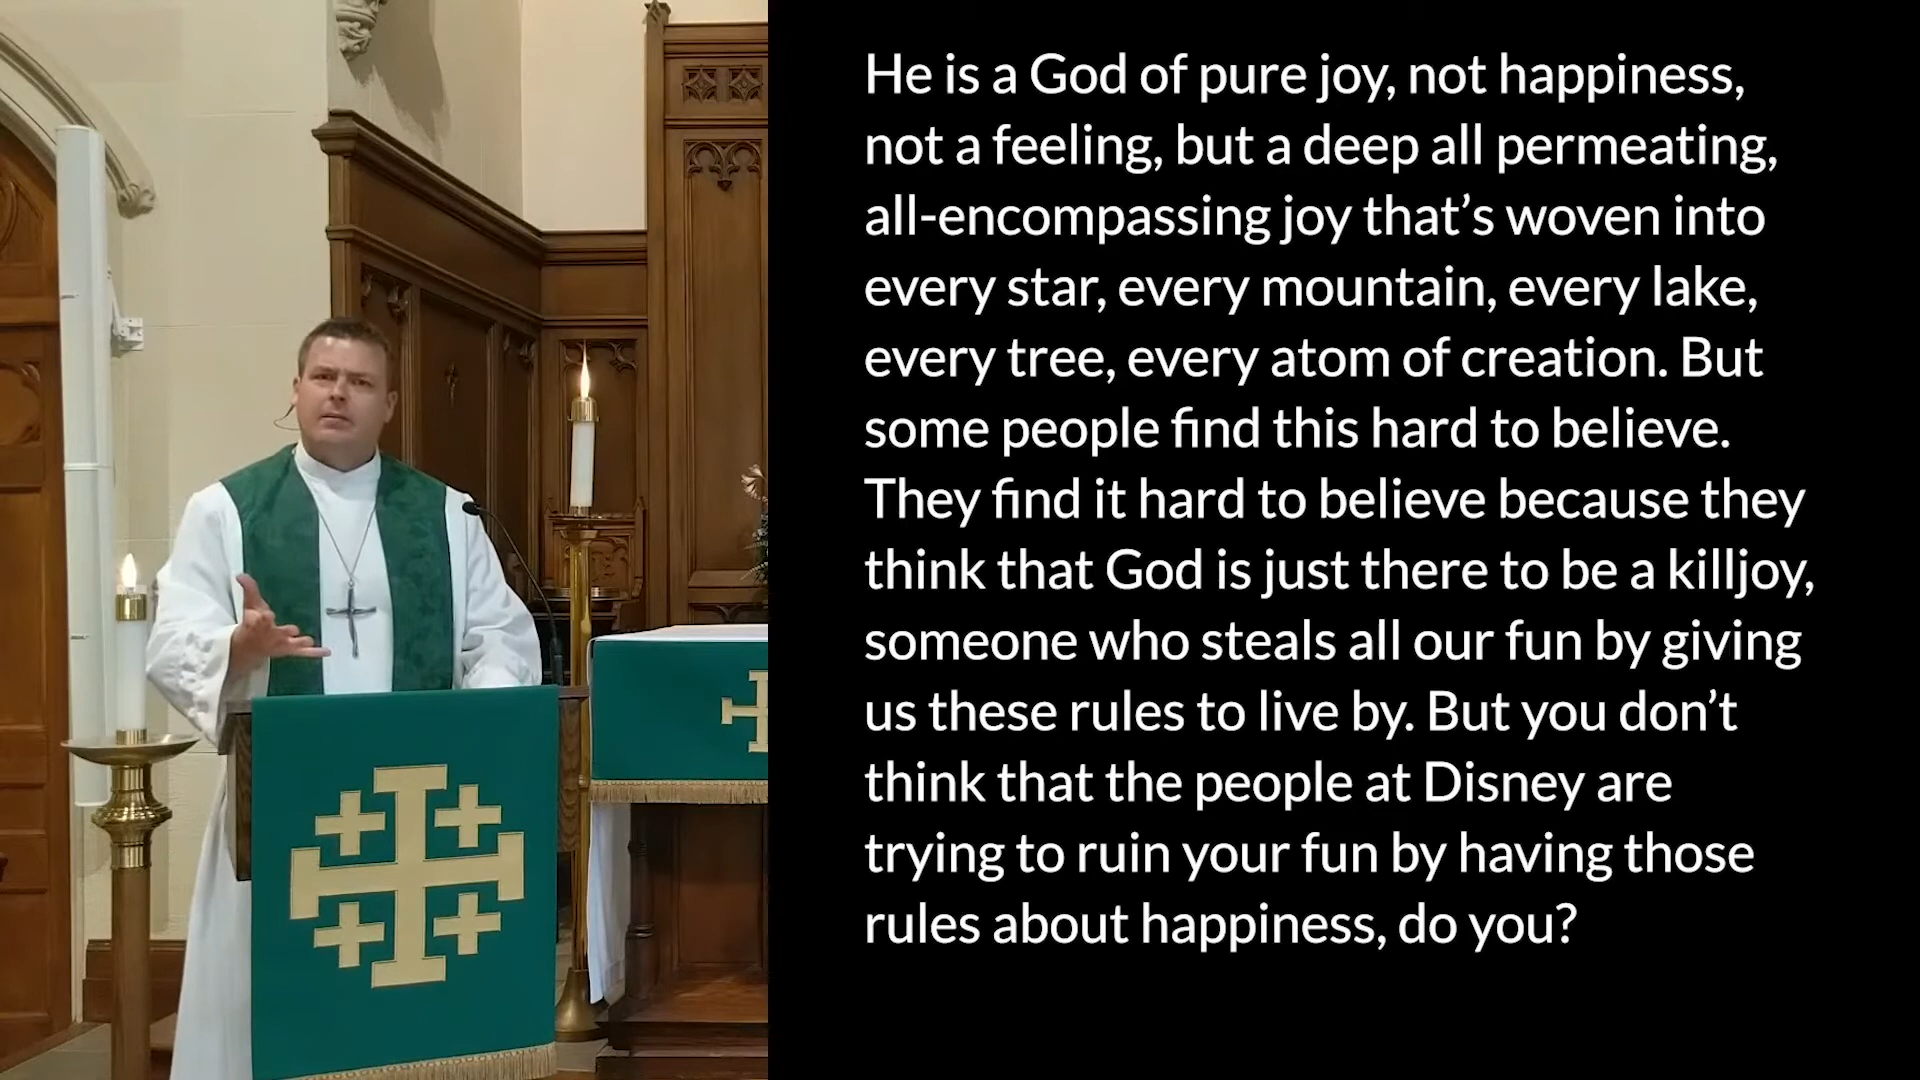 He is a God of pure joy, not happiness,
not a feeling, but a deep all permeating,
all-encompassing joy that’s woven into
every star, every mountain, every lake,
every tree, every atom of creation. But
some people find this hard to believe.
They find it hard to believe because they
think that God is just there to be a killjoy,
someone who steals all our fun by giving
us these rules to live by. But you don’t
think that the people at Disney are
trying to ruin your fun by having those
rules about happiness, do you?